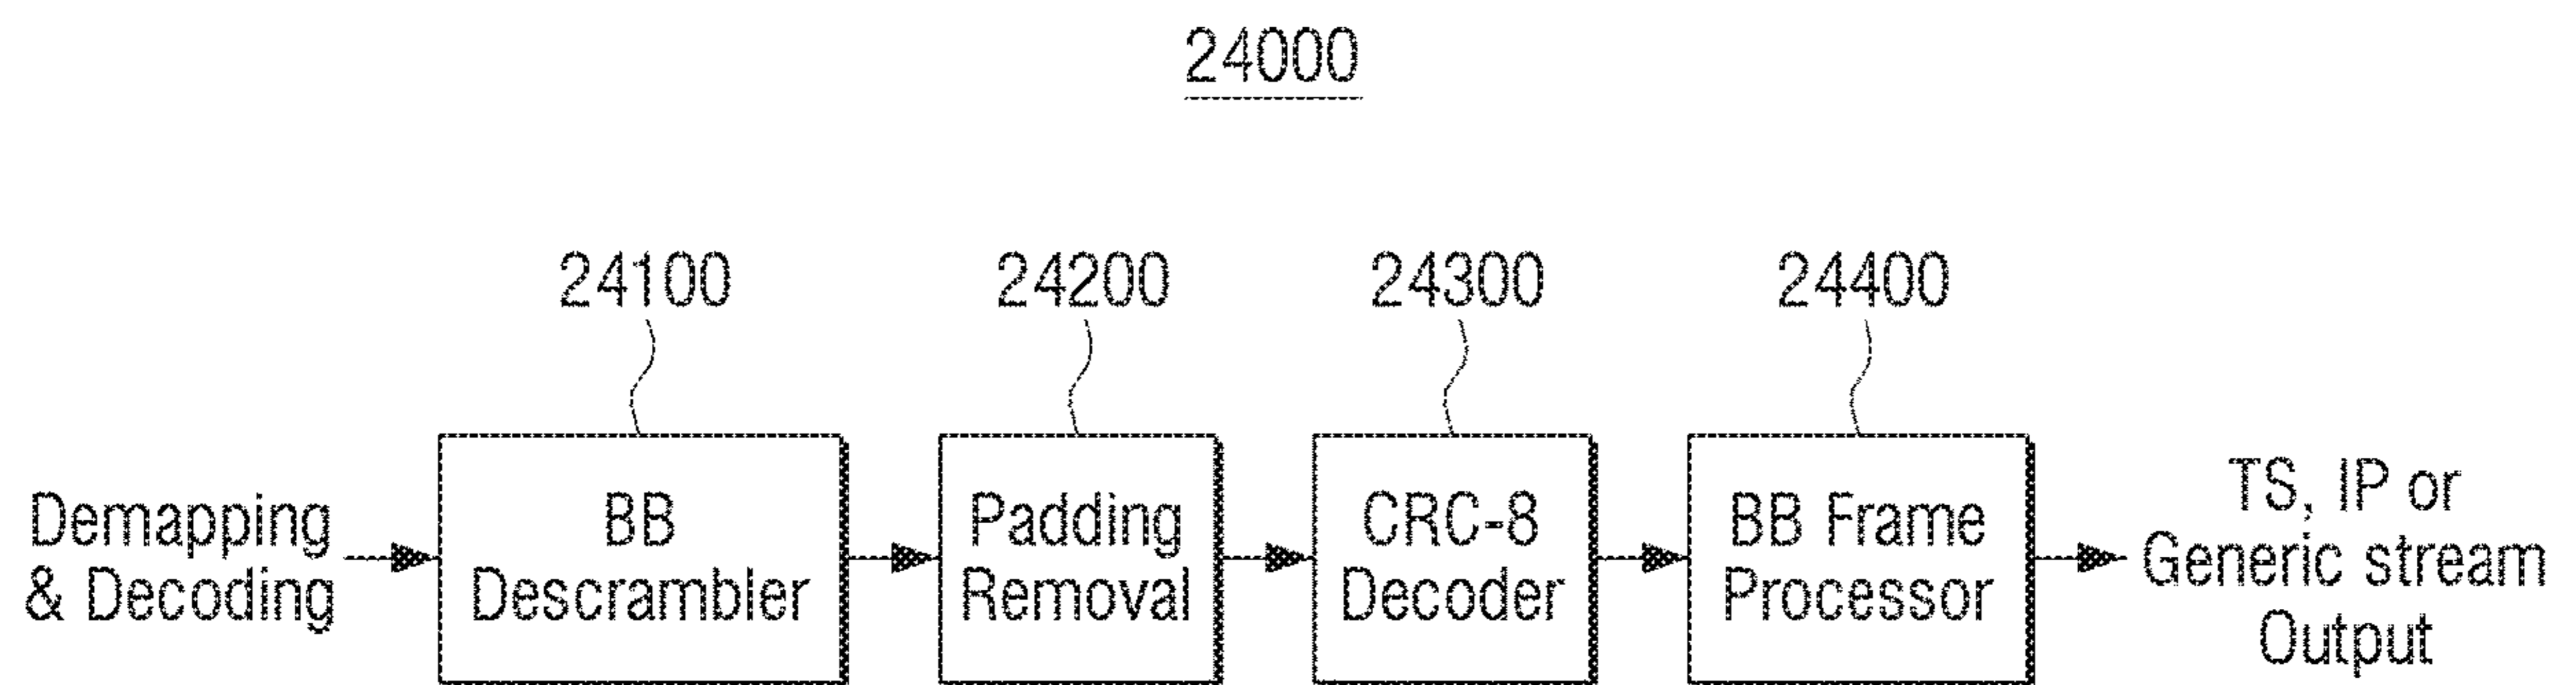 24000
24100
24200
24300
24400
Demapping
& Decoding
BB
Descrambler
Padding
Removal
CRC-8
Decoder
BB Frame
Processor
TS, IP or
Generic stream
Output